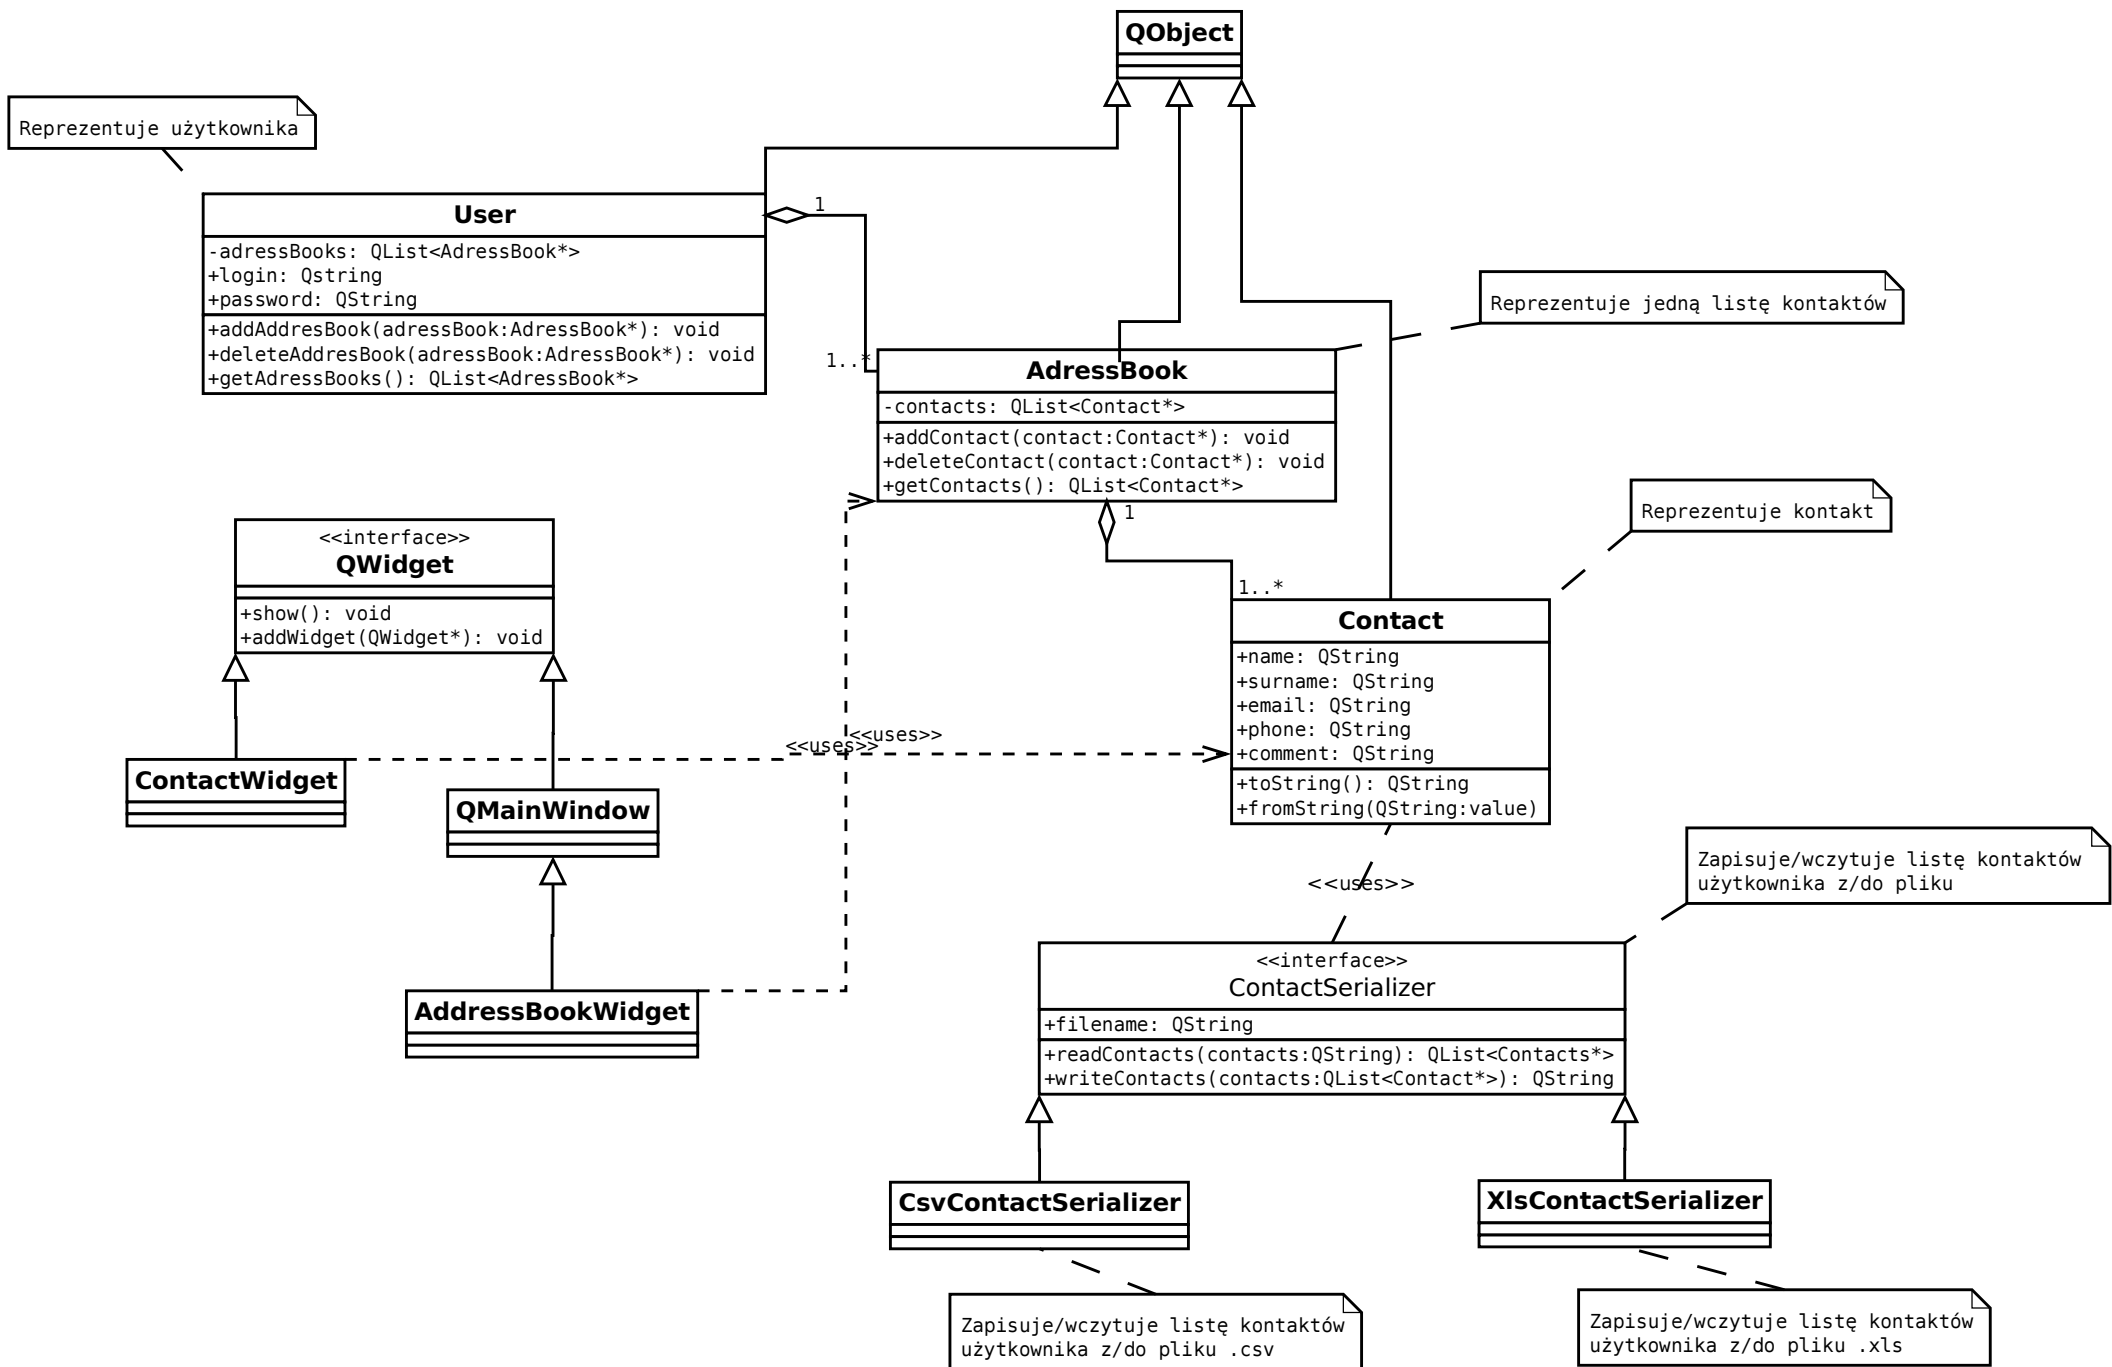 QObject
Reprezentuje użytkownika
User
-adressBooks: QList<AdressBook*>
+login: Qstring
+password: QString
+addAddresBook(adressBook:AdressBook*): void
+deleteAddresBook(adressBook:AdressBook*): void
+getAdressBooks(): QList<AdressBook*>
1
1..*
Reprezentuje jedną listę kontaktów
AdressBook
-contacts: QList<Contact*>
+addContact(contact:Contact*): void
+deleteContact(contact:Contact*): void
+getContacts(): QList<Contact*>
1
1..*
Reprezentuje kontakt
<<interface>>
QWidget
+show(): void
+addWidget(QWidget*): void
Contact
+name: QString
+surname: QString
+email: QString
+phone: QString
+comment: QString
+toString(): QString
+fromString(QString:value)
<<uses>>
<<uses>>
ContactWidget
QMainWindow
AddressBookWidget
<<uses>>
Zapisuje/wczytuje listę kontaktów
użytkownika z/do pliku
<<interface>>
ContactSerializer
+filename: QString
+readContacts(contacts:QString): QList<Contacts*>
+writeContacts(contacts:QList<Contact*>): QString
CsvContactSerializer
XlsContactSerializer
Zapisuje/wczytuje listę kontaktów
użytkownika z/do pliku .csv
Zapisuje/wczytuje listę kontaktów
użytkownika z/do pliku .xls